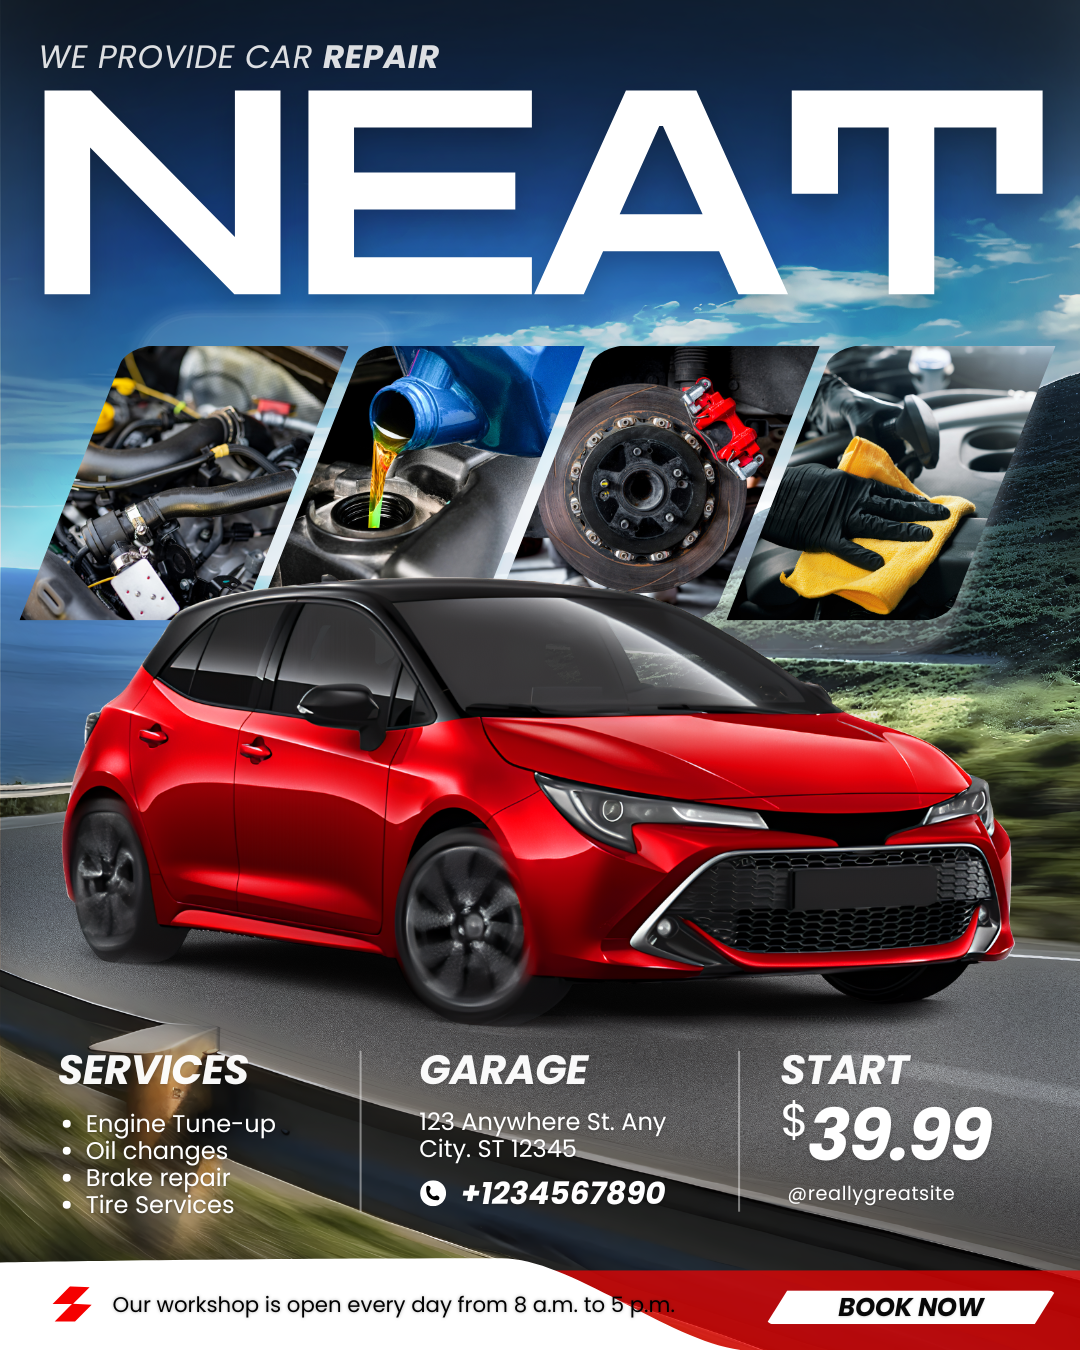 WE PROVIDE CAR REPAIR
NEAT
SERVICES
• Engine Tune-up
• Oil changes
• Brake repair
• Tire Services
GARAGE
123 Anywhere St. Any
City. ST 12345
+1234567890
START
$39.99
@reallygreatsite
Our workshop is open every day from 8 a.m. to 5 p.m.
BOOK NOW